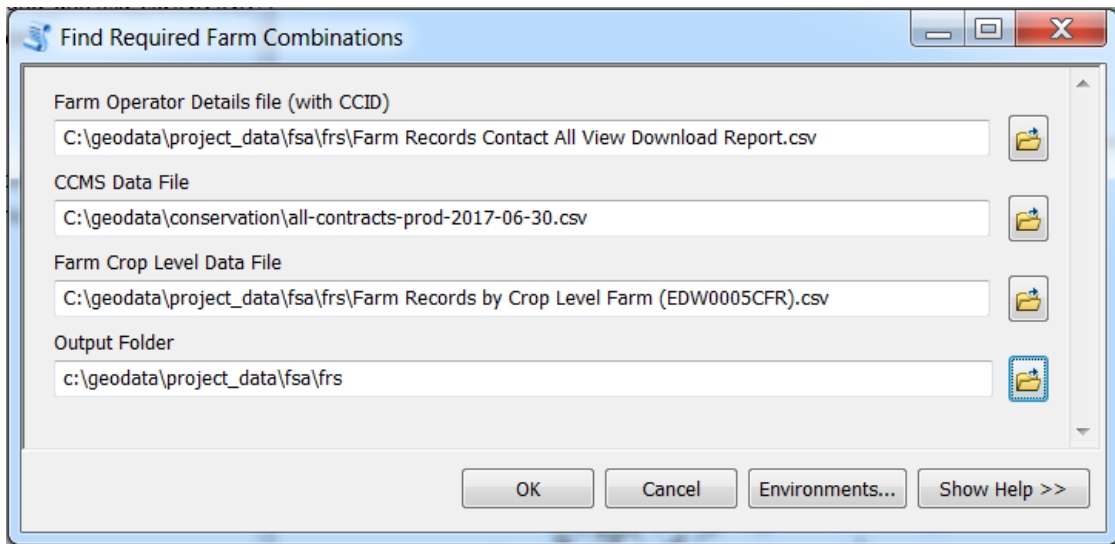 Find Required Farm Combinations
Farm Operator Details file (with CCID)
C:\geodata\project_data\fsa\frs\Farm Records Contact All View Download Report.csv
CCMS Data File
C:\geodata\conservation\all-contracts-prod-2017-06-30.csv
Farm Crop Level Data File
C:\geodata\project_data\fsa\frs\Farm Records by Crop Level Farm (EDW0005CFR).csv
Output Folder
c:\geodata\project_data\fsa\frs
OK Cancel Environments... Show Help >>